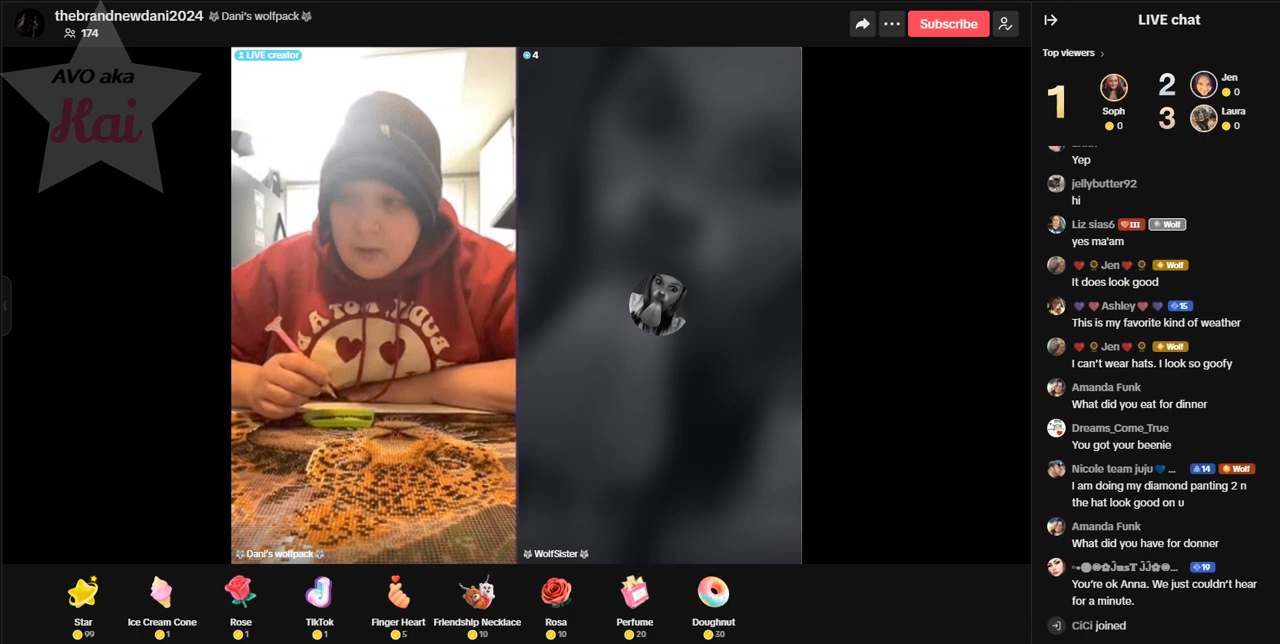 thebrandnewdani2024 🐺 Dani's wolfpack 🐺
174
Subscribe
AVO aka
Kai
LIVE creator
4
🐺 Dani's wolfpack 🐺
🐺 WolfSister 🐺
Star
99
Ice Cream Cone
1
Rose
1
TikTok
1
Finger Heart
5
Friendship Necklace
10
Rosa
10
Perfume
20
Doughnut
30
LIVE chat
Top viewers
1
Soph
0
2
Jen
0
3
Laura
0
Yep
jellybutter92
hi
Liz sias6 III Wolf
yes ma'am
❤️ 🌻 Jen ❤️ 🌻 Wolf
It does look good
💜 💗 Ashley 💗 💜 15
This is my favorite kind of weather
❤️ 🌻 Jen ❤️ 🌻 Wolf
I can't wear hats. I look so goofy
Amanda Funk
What did you eat for dinner
Dreams_Come_True
You got your beenie
Nicole team juju 💙 ... 14 Wolf
I am doing my diamond panting 2 n
the hat look good on u
Amanda Funk
What did you have for donner
19
You're ok Anna. We just couldn't hear
for a minute.
CiCi joined